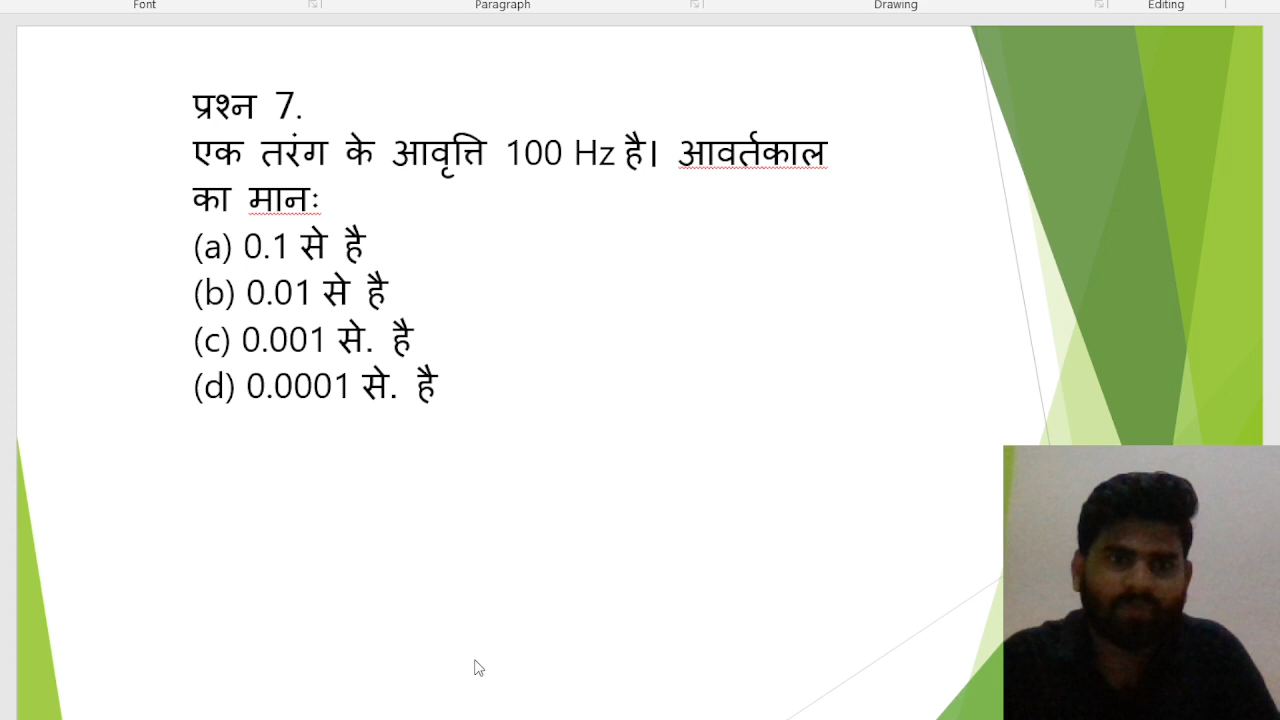 Font Paragraph Drawing Editing
प्रश्न 7.
एक तरंग के आवृत्ति 100 Hz है। आवर्तकाल
का मानः
(a) 0.1 से है
(b) 0.01 से है
(c) 0.001 से. है
(d) 0.0001 से. है